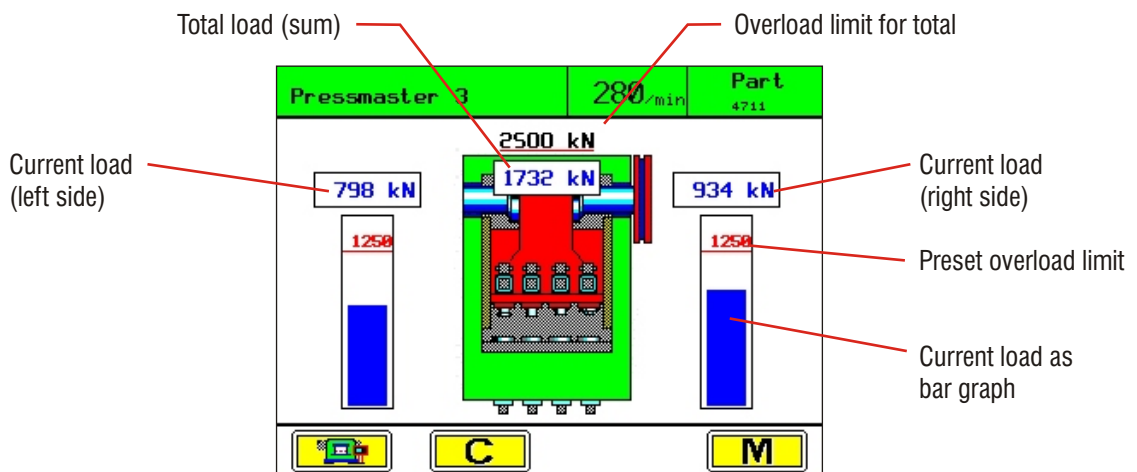 Total load (sum)
Overload limit for total
Pressmaster 3
280/min
Part
4711
2500 kN
Current load
(left side)
798 kN
1732 kN
934 kN
Current load
(right side)
1250
1250
Preset overload limit
Current load as
bar graph
C
M